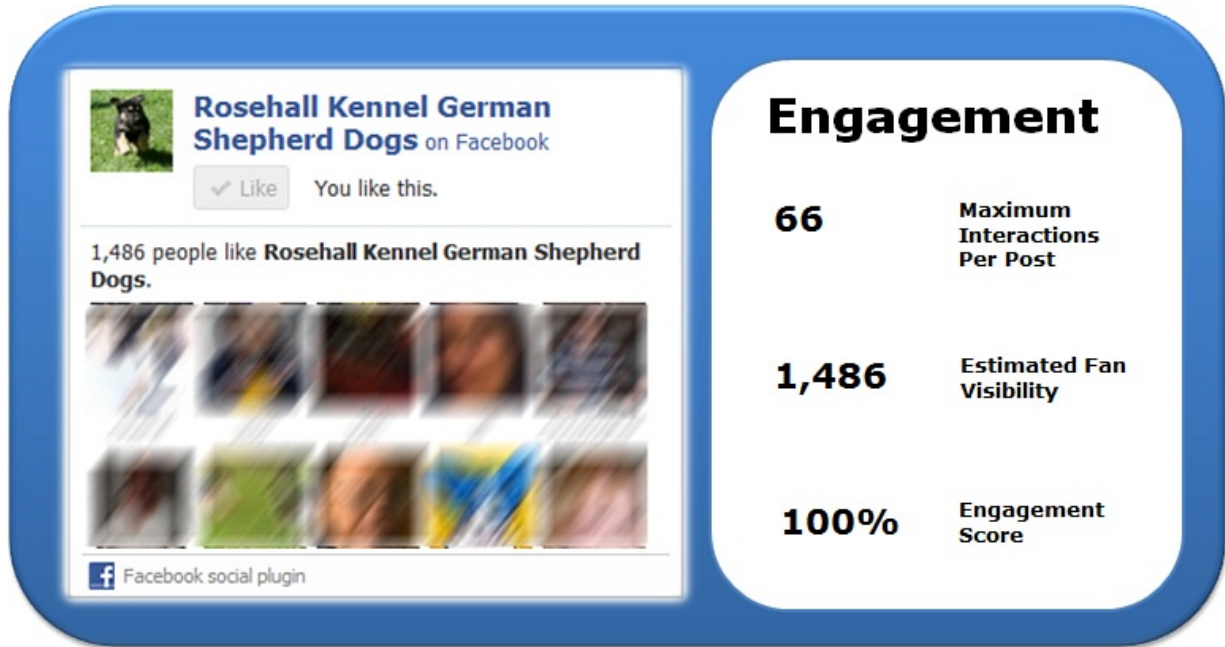 Rosehall Kennel German
Shepherd Dogs on Facebook
Like You like this.
1,486 people like Rosehall Kennel German Shepherd
Dogs.
Facebook social plugin
Engagement
66 Maximum
Interactions
Per Post
1,486 Estimated Fan
Visibility
100% Engagement
Score